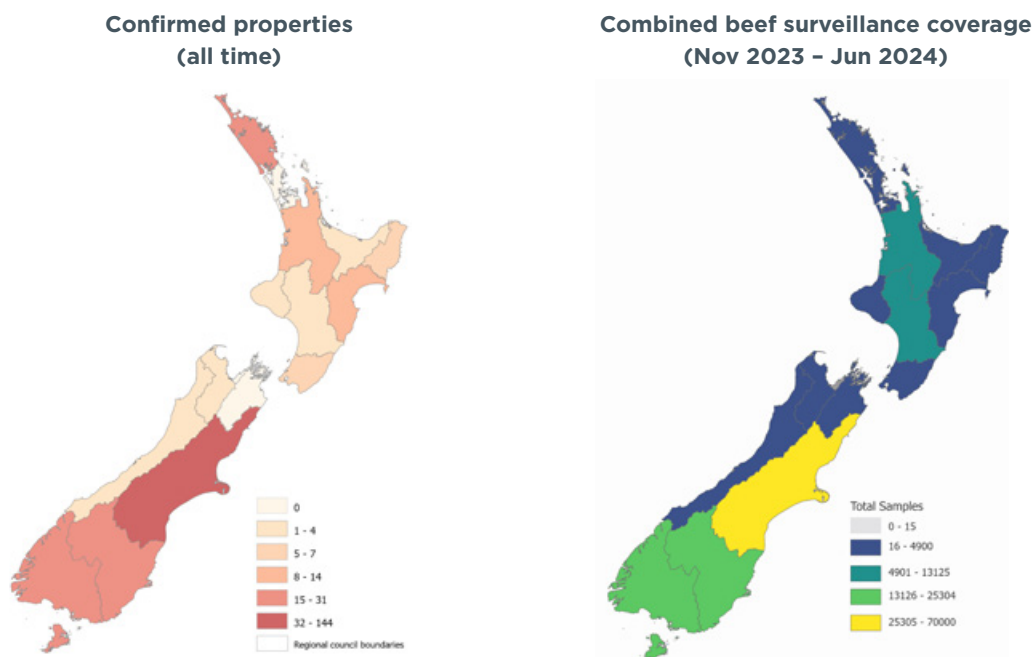 Confirmed properties
(all time)
0
1 - 4
5 - 7
8 - 14
15 - 31
32 - 144
Regional council boundaries
Combined beef surveillance coverage
(Nov 2023 – Jun 2024)
Total Samples
0 - 15
16 - 4900
4901 - 13125
13126 - 25304
25305 - 70000